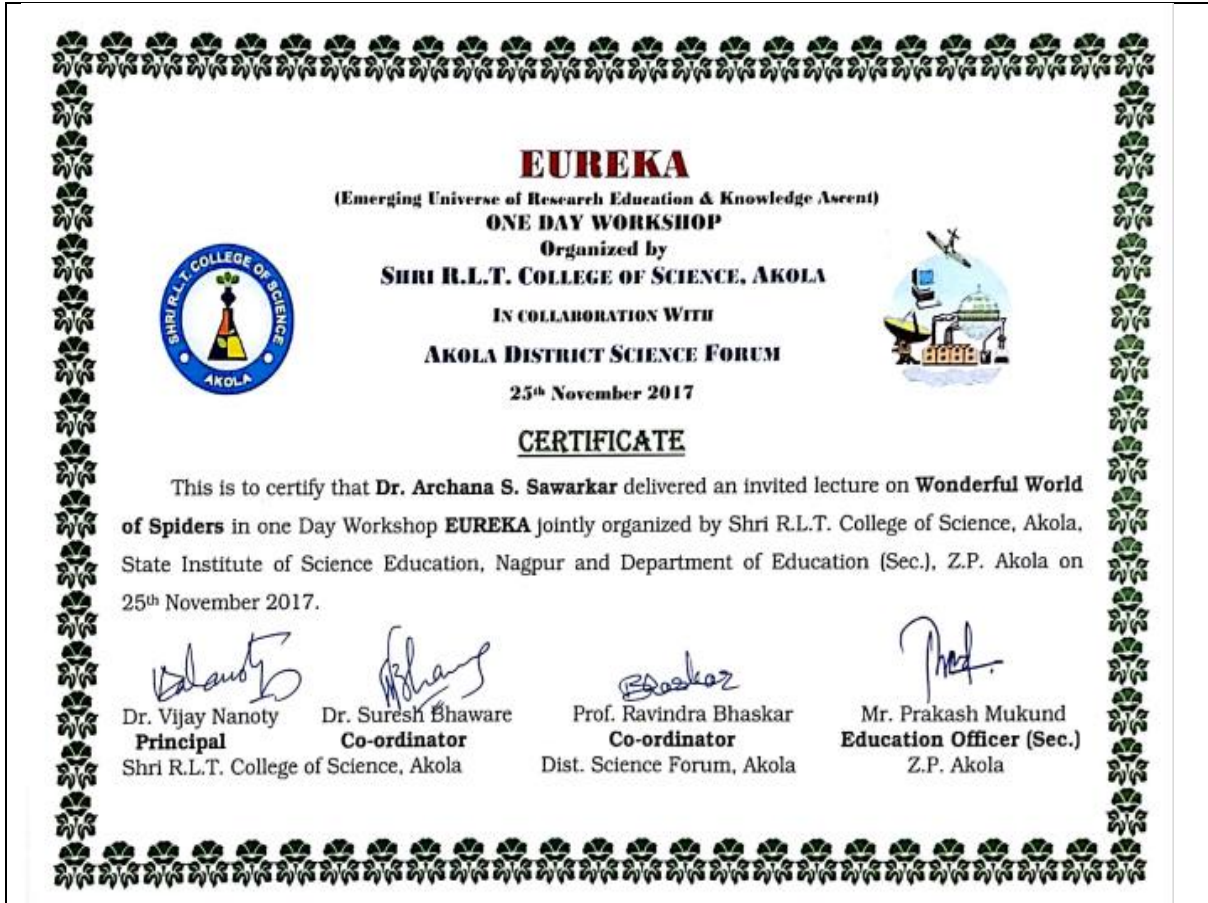 EUREKA
(Emerging Universe of Research Education & Knowledge Ascent)
ONE DAY WORKSHOP
Organized by
SHRI R.L.T. COLLEGE OF SCIENCE, AKOLA
IN COLLABORATION WITH
AKOLA DISTRICT SCIENCE FORUM
25th November 2017
SHRI R.L.T. COLLEGE OF SCIENCE
AKOLA
CERTIFICATE
This is to certify that Dr. Archana S. Sawarkar delivered an invited lecture on Wonderful World
of Spiders in one Day Workshop EUREKA jointly organized by Shri R.L.T. College of Science, Akola,
State Institute of Science Education, Nagpur and Department of Education (Sec.), Z.P. Akola on
25th November 2017.
Bhaskar
Dr. Vijay Nanoty Dr. Suresh Bhaware Prof. Ravindra Bhaskar Mr. Prakash Mukund
Principal Co-ordinator Co-ordinator Education Officer (Sec.)
Shri R.L.T. College of Science, Akola Dist. Science Forum, Akola Z.P. Akola